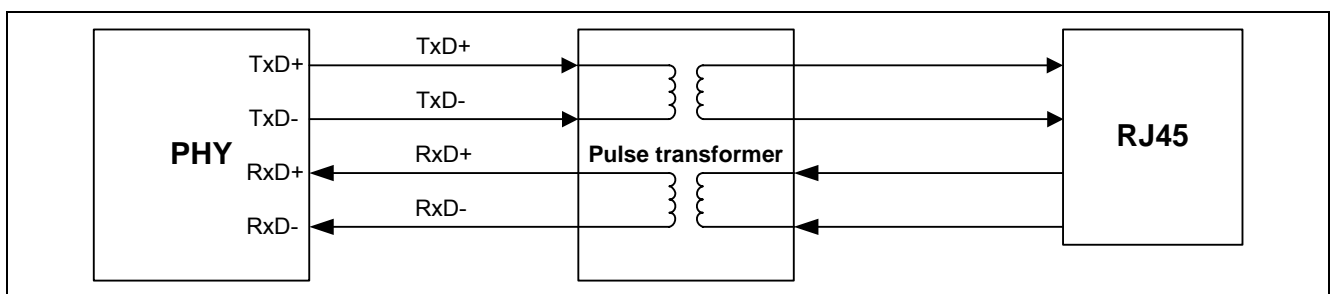 TxD+
TxD+
TxD-
TxD-
PHY
RxD+
RxD+
RxD-
RxD-
Pulse transformer
RJ45